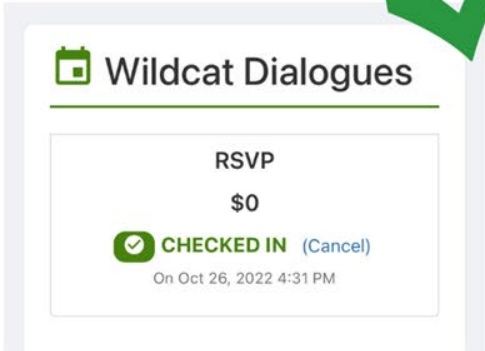 Wildcat Dialogues
RSVP
$0
CHECKED IN (Cancel)
On Oct 26, 2022 4:31 PM